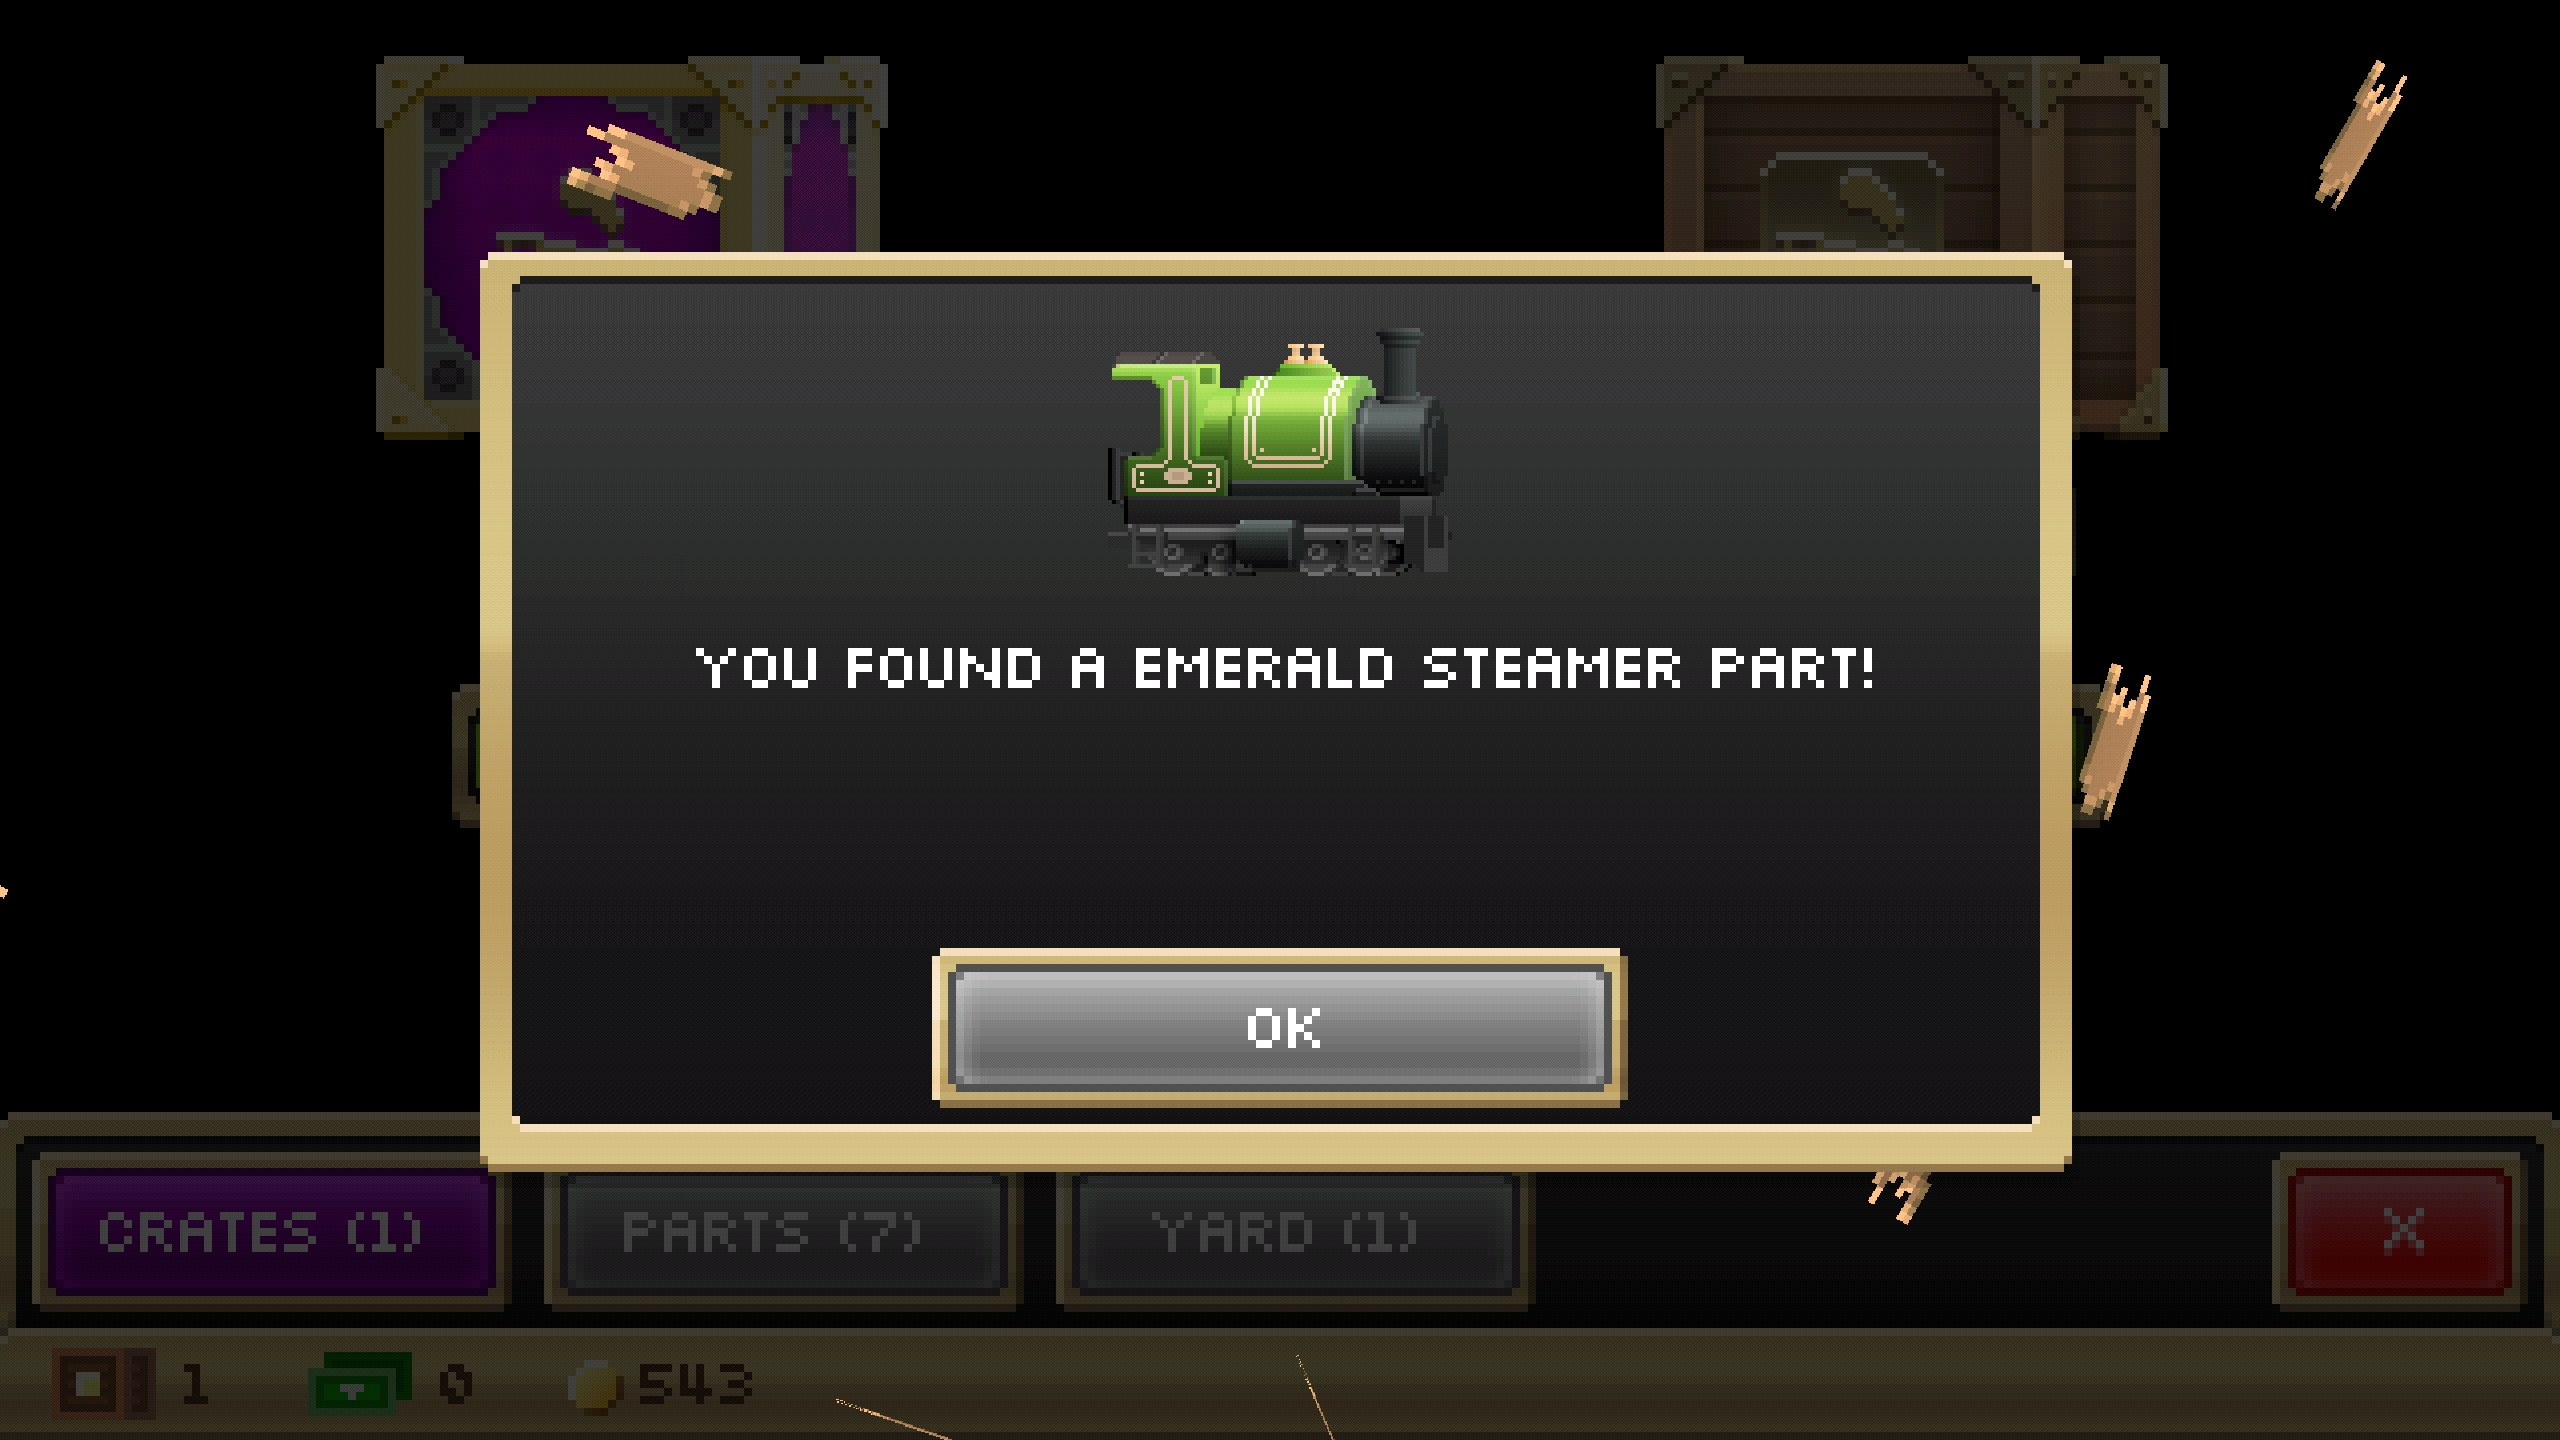 YOU FOUND A EMERALD STEAMER PART!
OK
CRATES (1)
PARTS (7)
YARD (1)
X
1
0
543